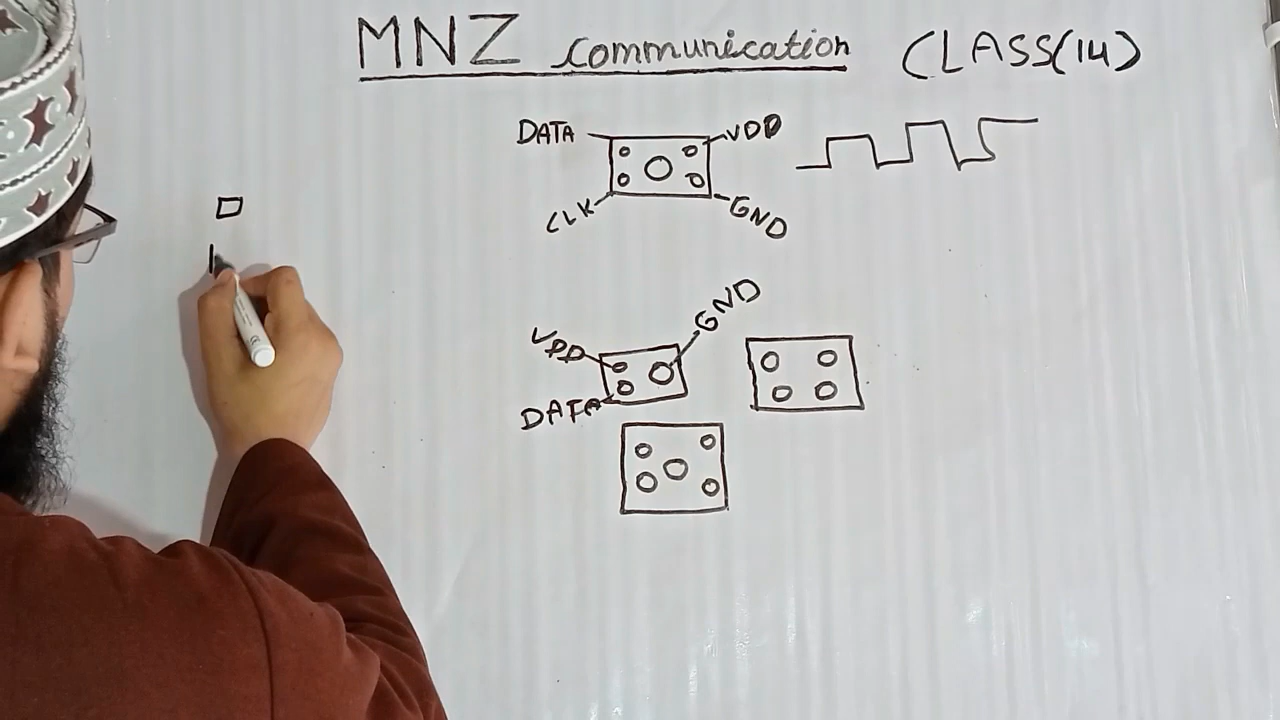 MNZ communication CLASS(14)
DATA VDD
CLK GND
GND
VDD
DATA